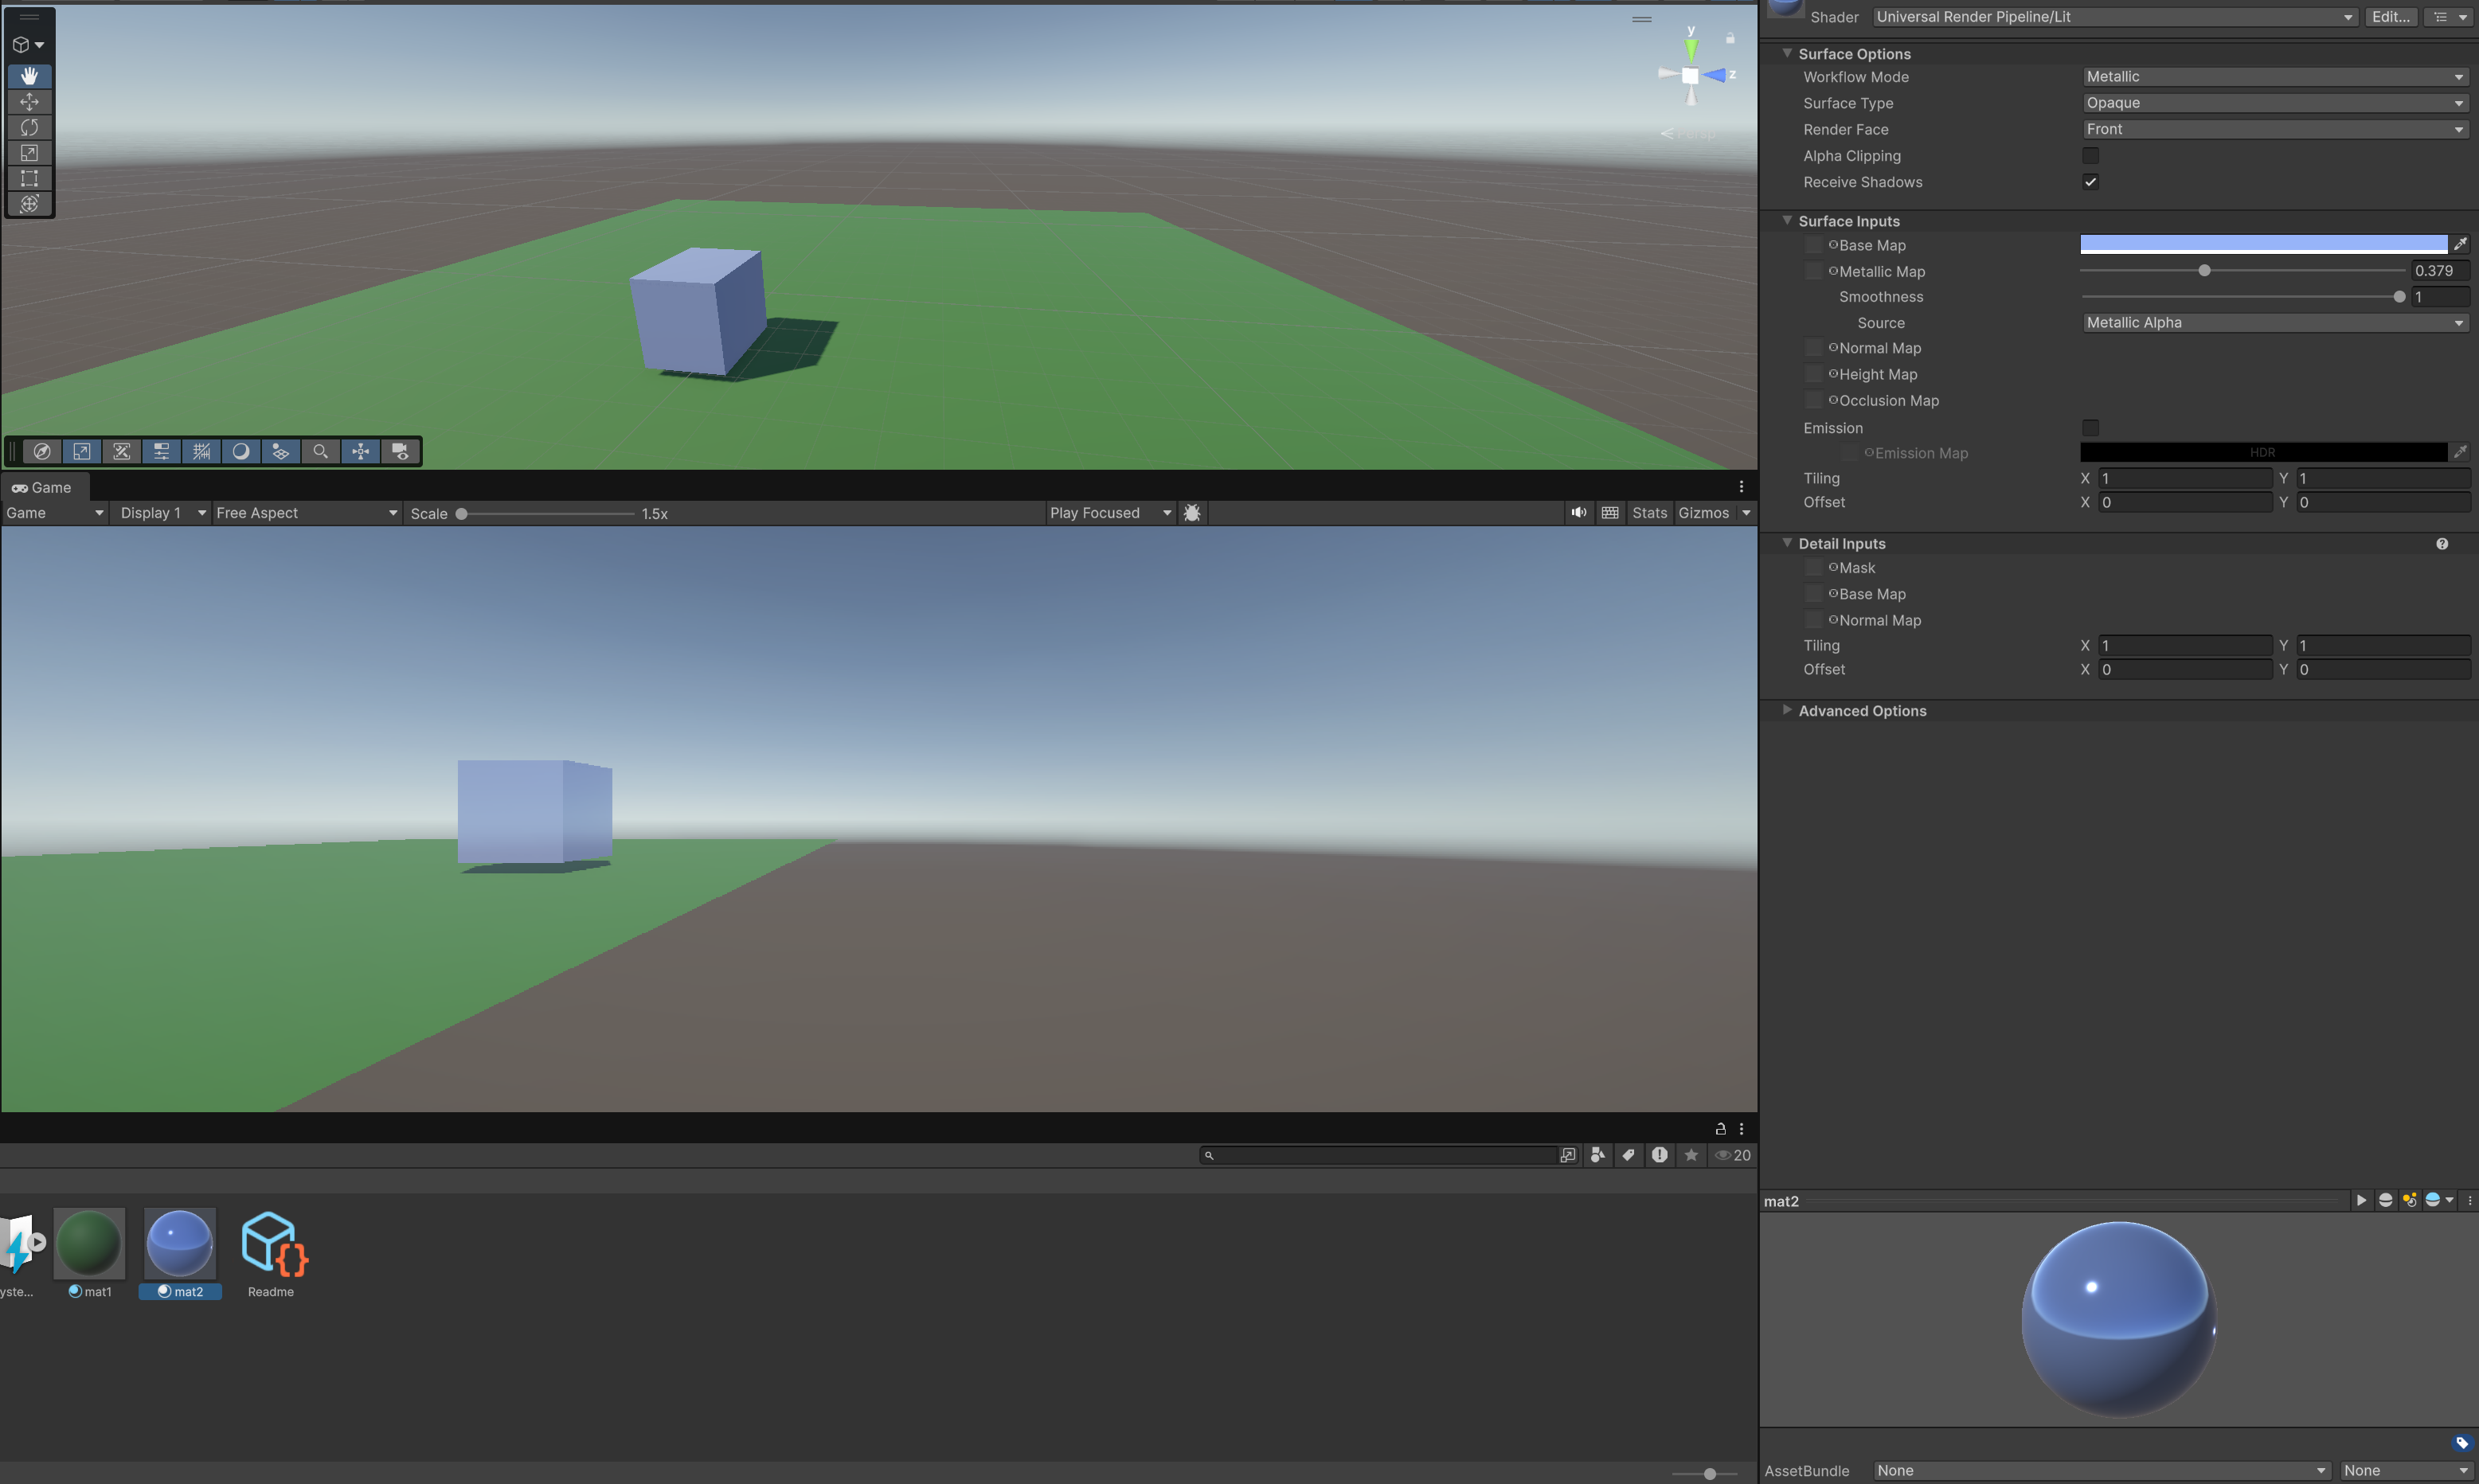 y
z
Persp
Game
Game
Display 1
Free Aspect
Scale
1.5x
Play Focused
Stats
Gizmos
20
yste...
mat1
mat2
Readme
Shader
Universal Render Pipeline/Lit
Edit...
Surface Options
Workflow Mode
Metallic
Surface Type
Opaque
Render Face
Front
Alpha Clipping
Receive Shadows
Surface Inputs
Base Map
Metallic Map
0.379
Smoothness
1
Source
Metallic Alpha
Normal Map
Height Map
Occlusion Map
Emission
Emission Map
HDR
Tiling
X 1
Y 1
Offset
X 0
Y 0
Detail Inputs
Mask
Base Map
Normal Map
Tiling
X 1
Y 1
Offset
X 0
Y 0
Advanced Options
mat2
AssetBundle
None
None